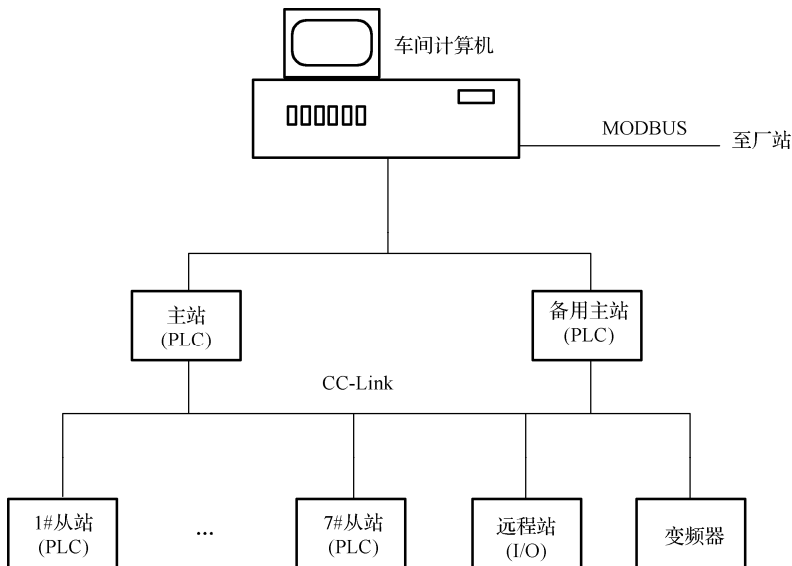 车间计算机
MODBUS
至厂站
主站
(PLC)
备用主站
(PLC)
CC-Link
1#从站
(PLC)
...
7#从站
(PLC)
远程站
(I/O)
变频器